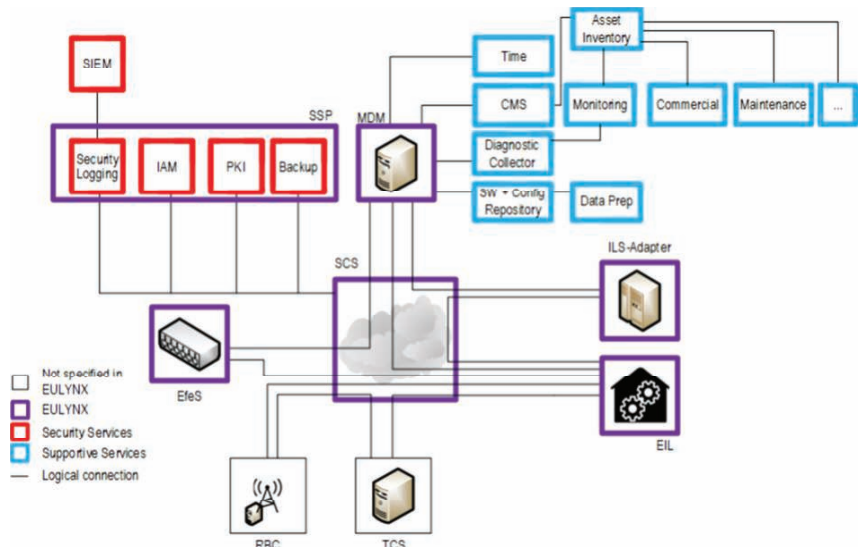 SIEM
SSP
Security
Logging
IAM
PKI
Backup
MDM
Time
CMS
Diagnostic
Collector
SW + Config
Repository
Data Prep
Asset
Inventory
Monitoring
Commercial
Maintenance
...
ILS-Adapter
SCS
EfeS
EIL
RBC
TCS
Not specified in
EULYNX
EULYNX
Security Services
Supportive Services
Logical connection